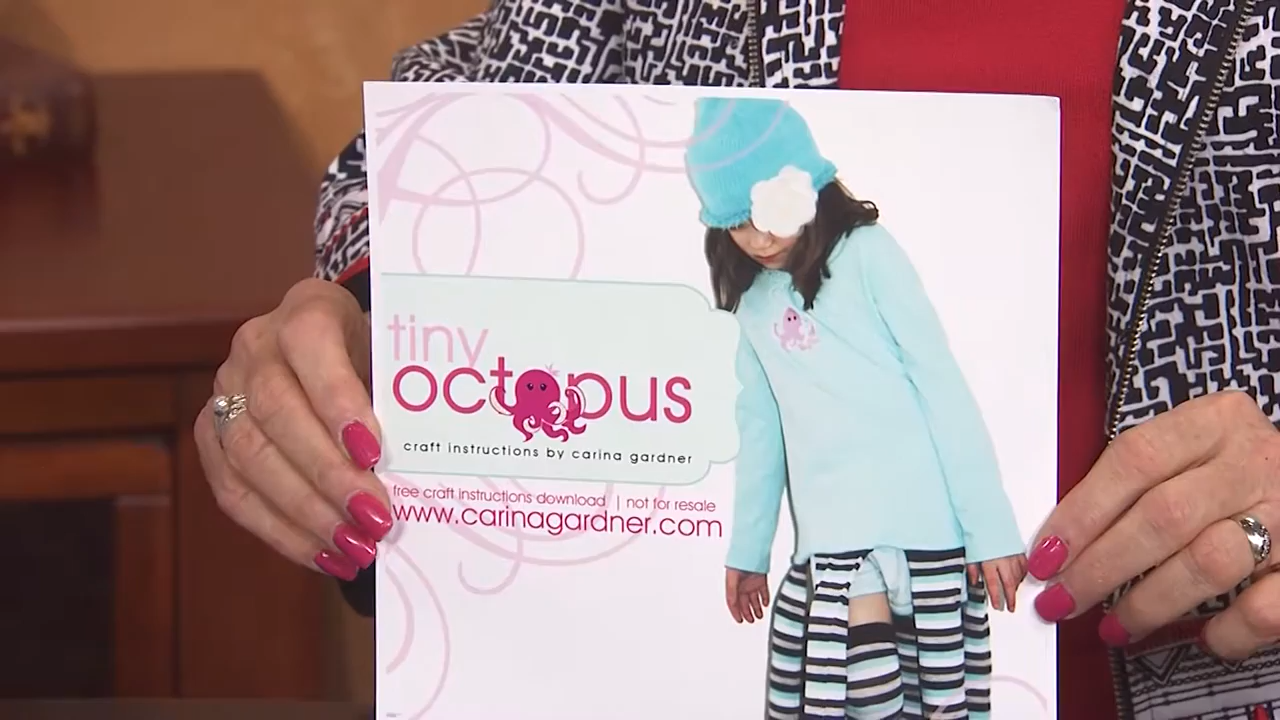 tiny
octopus
craft instructions by carina gardner
free craft instructions download | not for resale
www.carinagardner.com